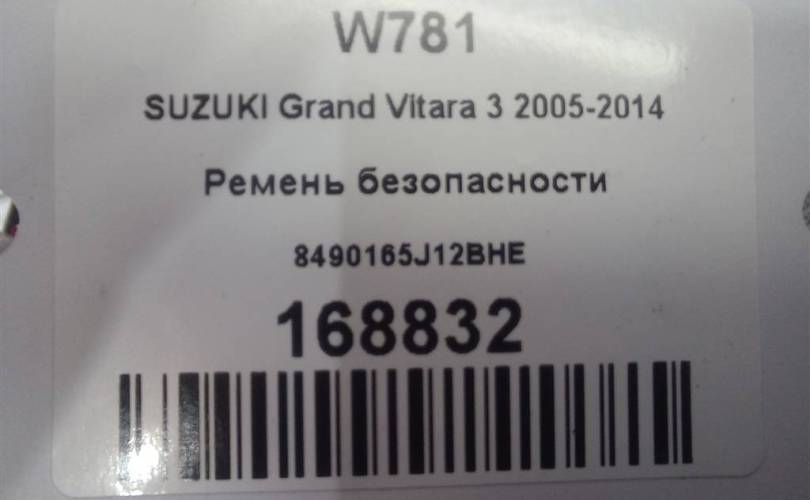 W781
SUZUKI Grand Vitara 3 2005-2014
Ремень безопасности
8490165J12BHE
168832